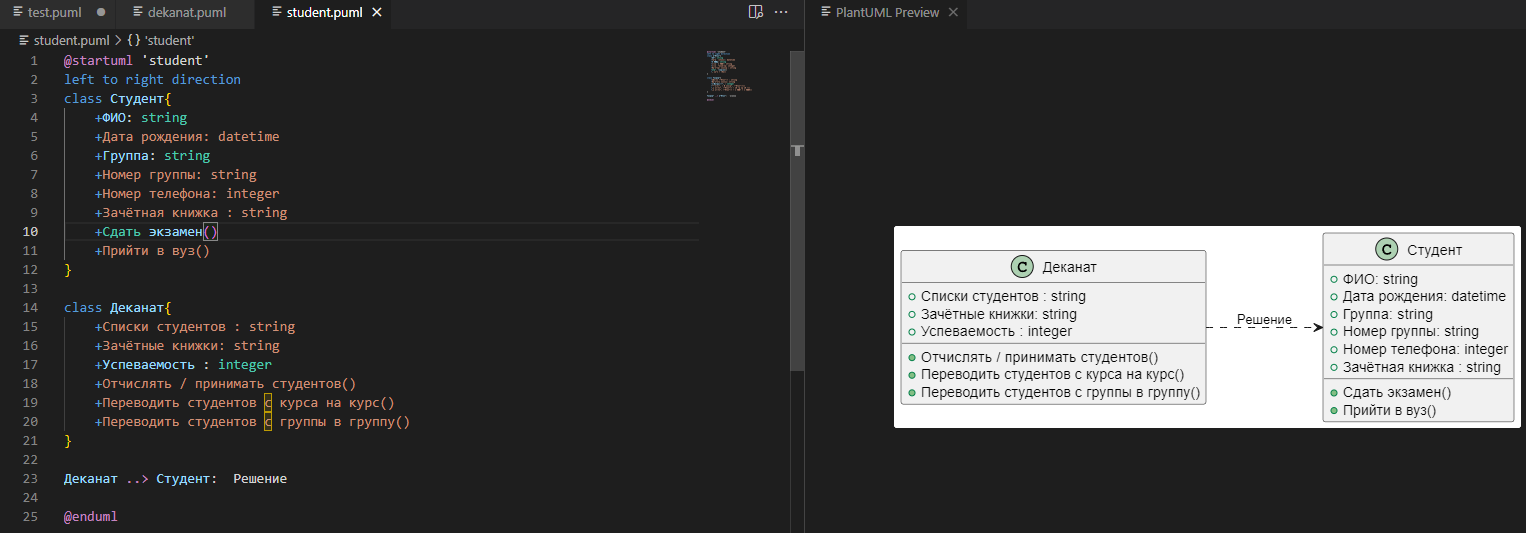 test.puml
dekanat.puml
student.puml
PlantUML Preview
student.puml > {} 'student'
1 @startuml 'student'
2 left to right direction
3 class Студент{
4 +ФИО: string
5 +Дата рождения: datetime
6 +Группа: string
7 +Номер группы: string
8 +Номер телефона: integer
9 +Зачётная книжка : string
10 +Сдать экзамен()
11 +Прийти в вуз()
12 }
13
14 class Деканат{
15 +Списки студентов : string
16 +Зачётные книжки: string
17 +Успеваемость : integer
18 +Отчислять / принимать студентов()
19 +Переводить студентов с курса на курс()
20 +Переводить студентов с группы в группу()
21 }
22
23 Деканат ..> Студент:  Решение
24
25 @enduml
C Деканат
Списки студентов : string
Зачётные книжки: string
Успеваемость : integer
Отчислять / принимать студентов()
Переводить студентов с курса на курс()
Переводить студентов с группы в группу()
Решение
C Студент
ФИО: string
Дата рождения: datetime
Группа: string
Номер группы: string
Номер телефона: integer
Зачётная книжка : string
Сдать экзамен()
Прийти в вуз()